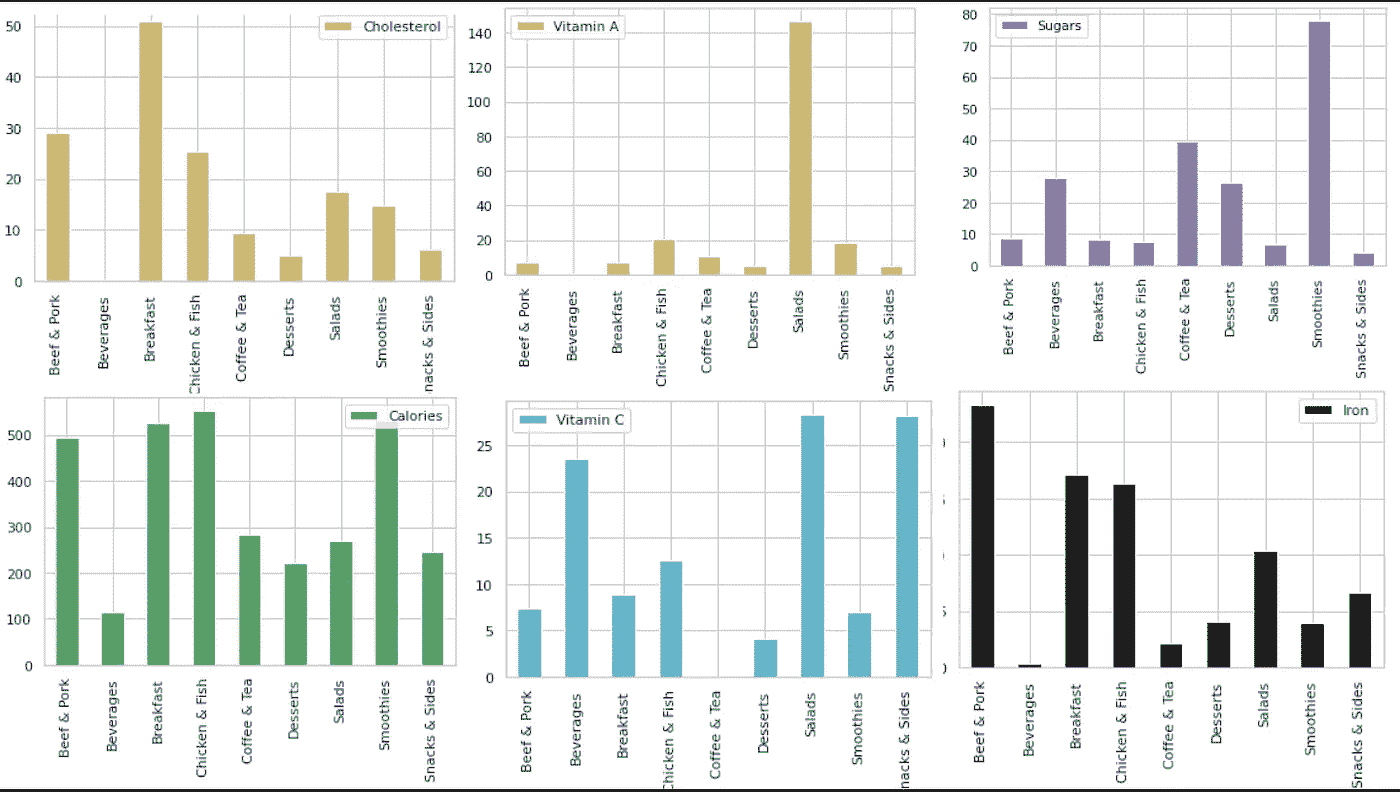 Cholesterol
50
40
30
20
10
0
Beef & Pork
Beverages
Breakfast
Chicken & Fish
Coffee & Tea
Desserts
Salads
Smoothies
nacks & Sides
Vitamin A
140
120
100
80
60
40
20
0
Beef & Pork
Beverages
Breakfast
Chicken & Fish
Coffee & Tea
Desserts
Salads
Smoothies
Snacks & Sides
Sugars
80
70
60
50
40
30
20
10
0
Beef & Pork
Beverages
Breakfast
Chicken & Fish
Coffee & Tea
Desserts
Salads
Smoothies
Snacks & Sides
Calories
500
400
300
200
100
0
Beef & Pork
Beverages
Breakfast
Chicken & Fish
Coffee & Tea
Desserts
Salads
Smoothies
Snacks & Sides
Vitamin C
25
20
15
10
5
0
Beef & Pork
Beverages
Breakfast
Chicken & Fish
Coffee & Tea
Desserts
Salads
Smoothies
nacks & Sides
Iron
Beef & Pork
Beverages
Breakfast
Chicken & Fish
Coffee & Tea
Desserts
Salads
Smoothies
Snacks & Sides